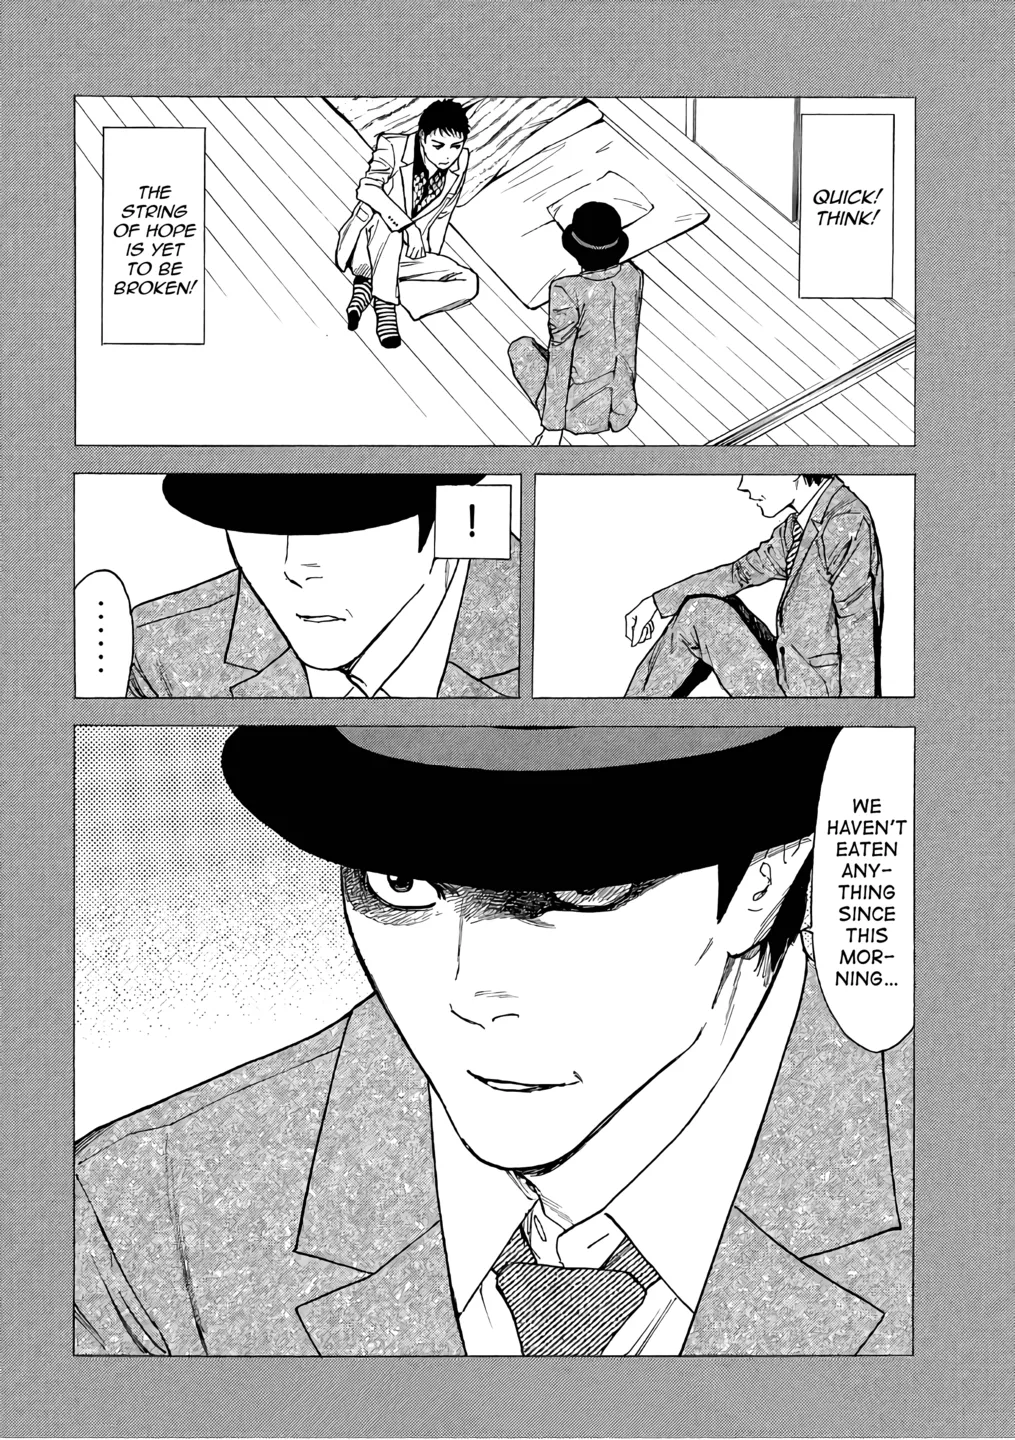 QUICK!
THINK!
THE
STRING
OF HOPE
IS YET
TO BE
BROKEN!
!
......
WE
HAVEN'T
EATEN
ANY-
THING
SINCE
THIS
MOR-
NING...